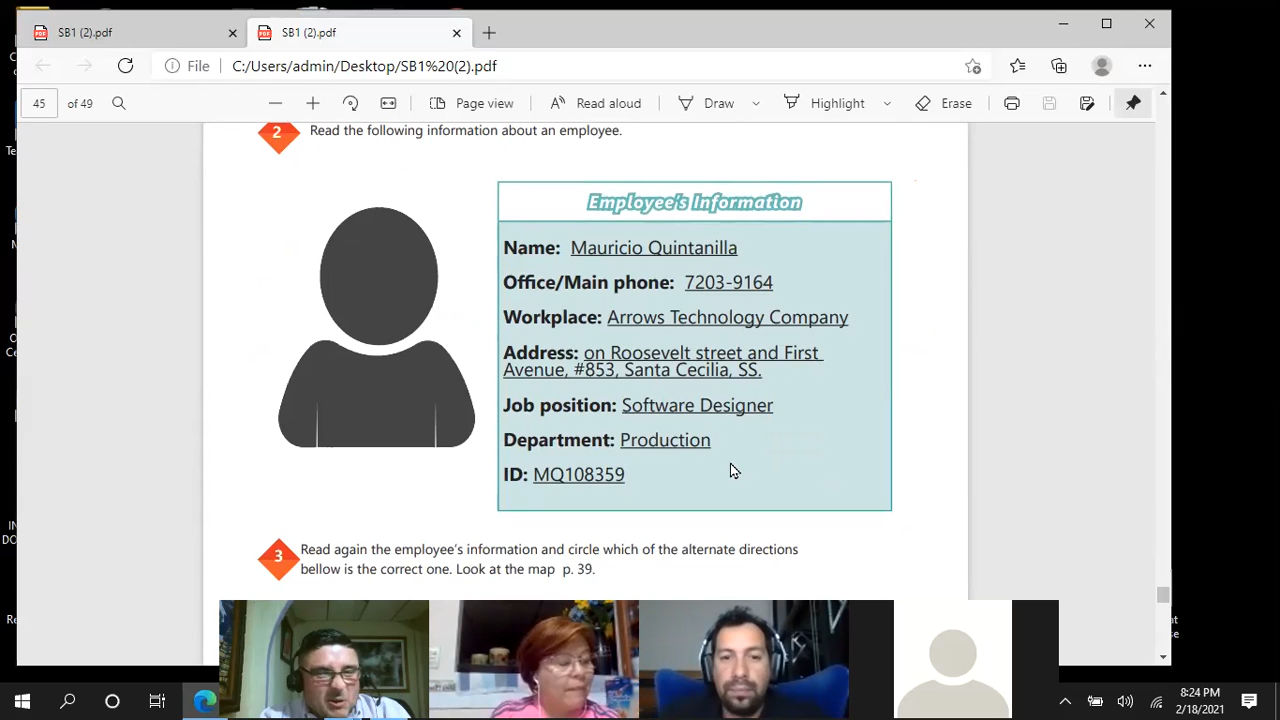 SB1 (2).pdf
SB1 (2).pdf
File
C:/Users/admin/Desktop/SB1%20(2).pdf
45 of 49
Page view
Read aloud
Draw
Highlight
Erase
2 Read the following information about an employee.
Employee's Information
Name: Mauricio Quintanilla
Office/Main phone: 7203-9164
Workplace: Arrows Technology Company
Address: on Roosevelt street and First
Avenue, #853, Santa Cecilia, SS.
Job position: Software Designer
Department: Production
ID: MQ108359
3 Read again the employee's information and circle which of the alternate directions
bellow is the correct one. Look at the map p. 39.
8:24 PM
2/18/2021